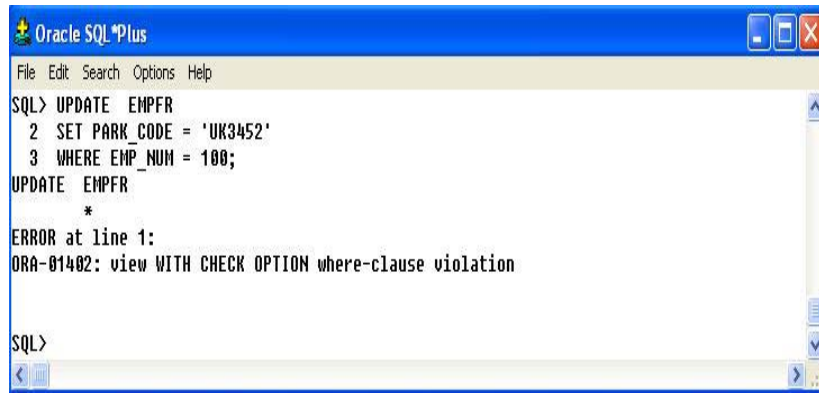 Oracle SQL*Plus
File Edit Search Options Help
SQL> UPDATE EMPFR
2 SET PARK_CODE = 'UK3452'
3 WHERE EMP_NUM = 100;
UPDATE EMPFR
*
ERROR at line 1:
ORA-01402: view WITH CHECK OPTION where-clause violation
SQL>